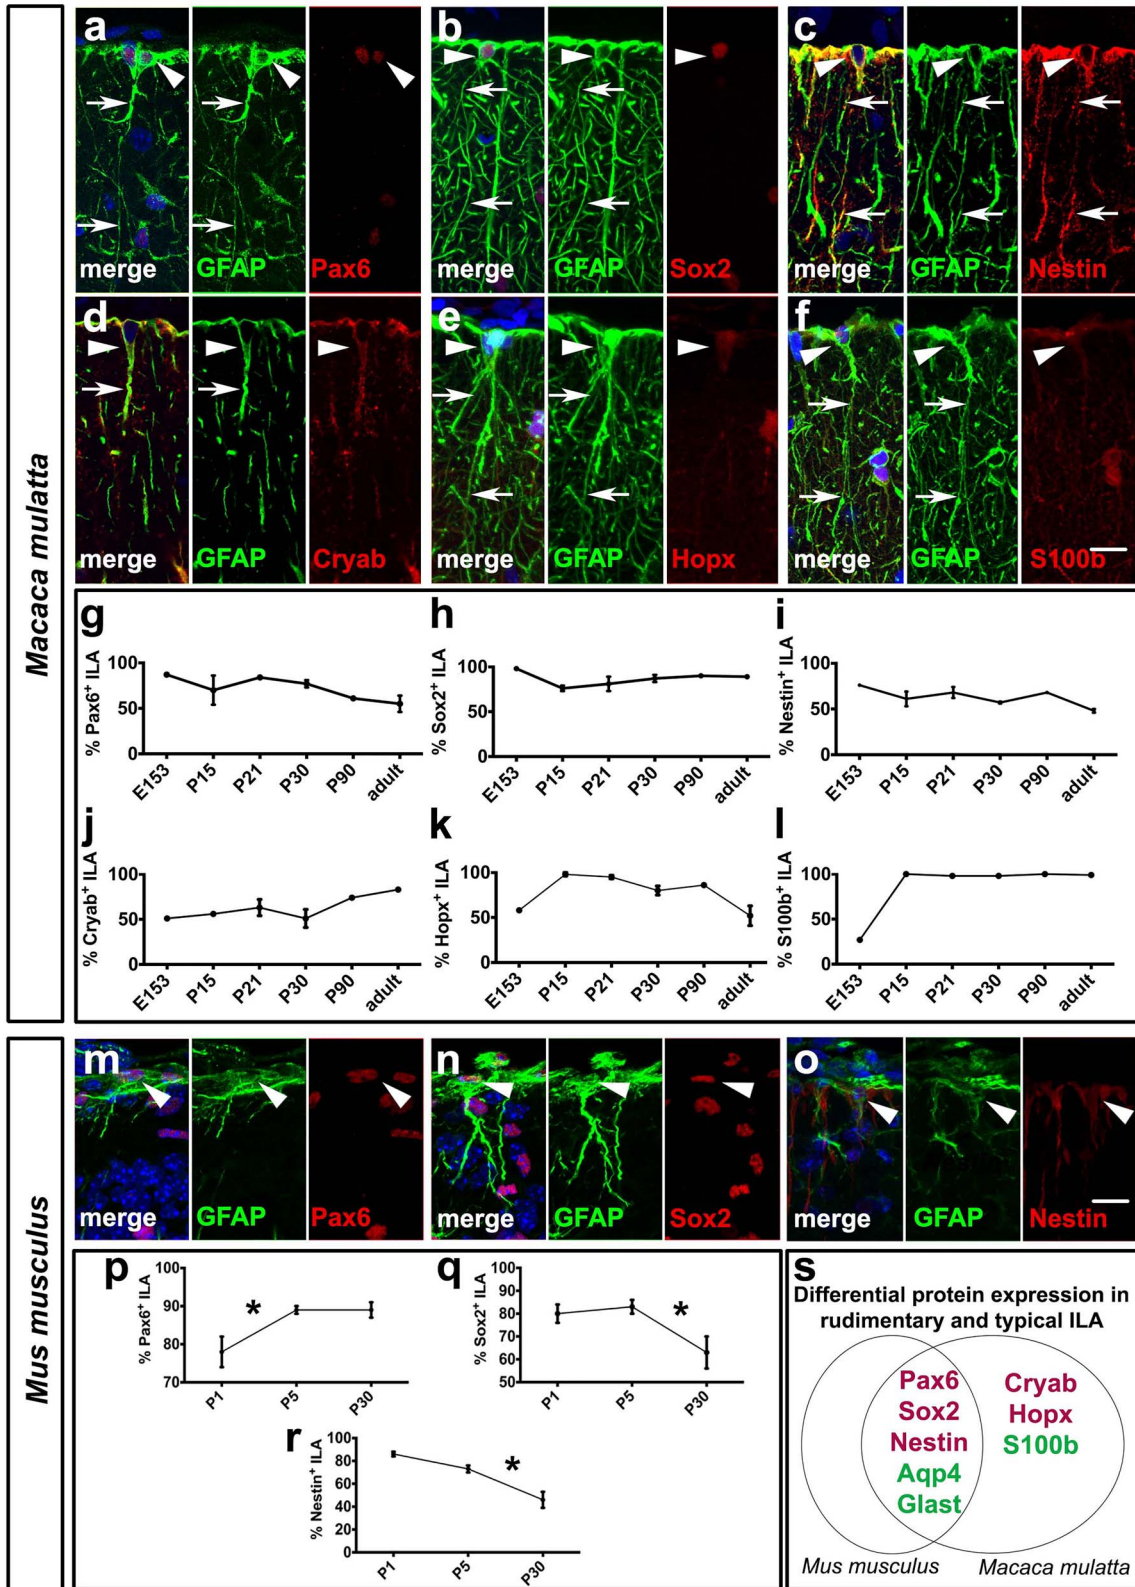 Macaca mulatta
a
merge
GFAP
Pax6
b
merge
GFAP
Sox2
c
merge
GFAP
Nestin
d
merge
GFAP
Cryab
e
merge
GFAP
Hopx
f
merge
GFAP
S100b
g
% Pax6⁺ ILA
100
50
0
E153 P15 P21 P30 P90 adult
h
% Sox2⁺ ILA
100
50
0
E153 P15 P21 P30 P90 adult
i
% Nestin⁺ ILA
100
50
0
E153 P15 P21 P30 P90 adult
j
% Cryab⁺ ILA
100
50
0
E153 P15 P21 P30 P90 adult
k
% Hopx⁺ ILA
100
50
0
E153 P15 P21 P30 P90 adult
l
% S100b⁺ ILA
100
50
0
E153 P15 P21 P30 P90 adult
Mus musculus
m
merge
GFAP
Pax6
n
merge
GFAP
Sox2
o
merge
GFAP
Nestin
p
% Pax6⁺ ILA
100
90
80
70
*
P1 P5 P30
q
% Sox2⁺ ILA
100
90
80
70
60
50
*
P1 P5 P30
r
% Nestin⁺ ILA
100
80
60
40
20
0
*
P1 P5 P30
s
Differential protein expression in
rudimentary and typical ILA
Pax6
Sox2
Nestin
Aqp4
Glast
Cryab
Hopx
S100b
Mus musculus
Macaca mulatta